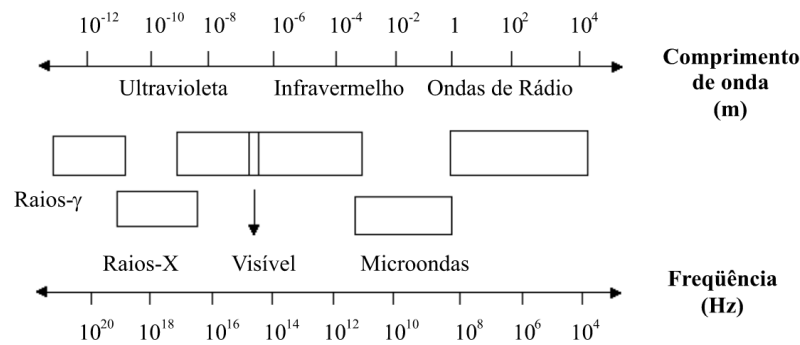 10⁻¹² 10⁻¹⁰ 10⁻⁸ 10⁻⁶ 10⁻⁴ 10⁻² 1 10² 10⁴
Comprimento
de onda
(m)
Ultravioleta Infravermelho Ondas de Rádio
Raios-γ
Raios-X Visível Microondas
Freqüência
(Hz)
10²⁰ 10¹⁸ 10¹⁶ 10¹⁴ 10¹² 10¹⁰ 10⁸ 10⁶ 10⁴